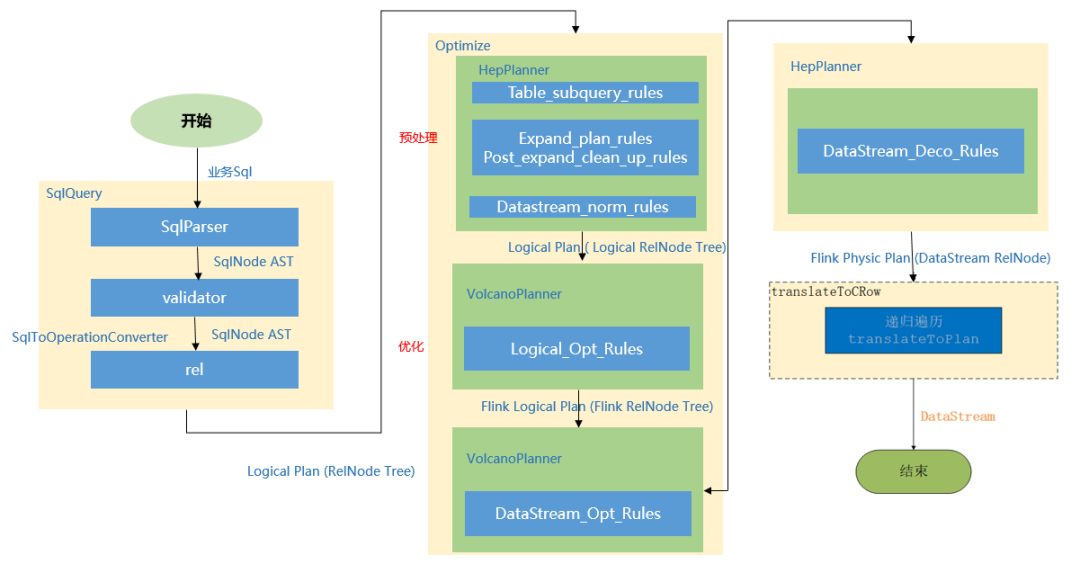 开始
业务Sql
SqlQuery
SqlParser
SqlNode AST
validator
SqlToOperationConverter
SqlNode AST
rel
Logical Plan (RelNode Tree)
Optimize
HepPlanner
Table_subquery_rules
预处理
Expand_plan_rules
Post_expand_clean_up_rules
Datastream_norm_rules
Logical Plan ( Logical RelNode Tree)
VolcanoPlanner
优化
Logical_Opt_Rules
Flink Logical Plan (Flink RelNode Tree)
VolcanoPlanner
DataStream_Opt_Rules
HepPlanner
DataStream_Deco_Rules
Flink Physic Plan (DataStream RelNode)
translateToCRow
递归遍历
translateToPlan
DataStream
结束